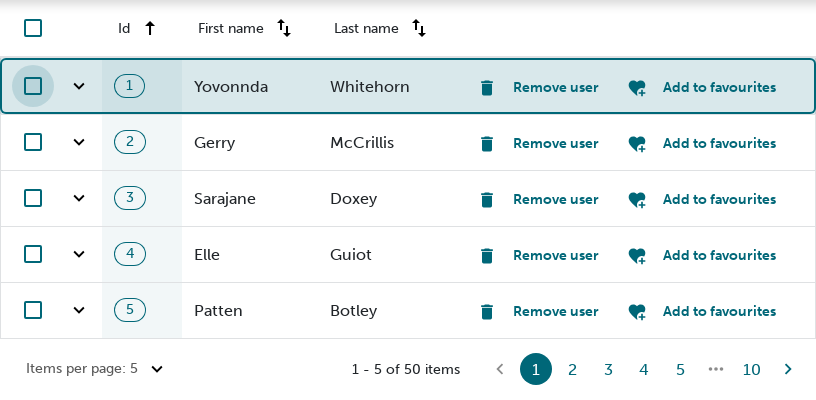 Id First name Last name
1 Yovonnda Whitehorn Remove user Add to favourites
2 Gerry McCrillis Remove user Add to favourites
3 Sarajane Doxey Remove user Add to favourites
4 Elle Guiot Remove user Add to favourites
5 Patten Botley Remove user Add to favourites
Items per page: 5 1 - 5 of 50 items 1 2 3 4 5 ••• 10